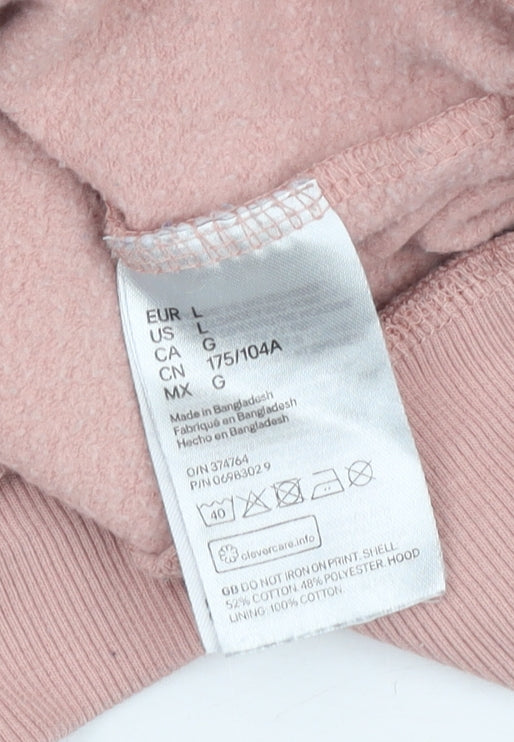 EUR L
US L
CA G
CN 175/104A
MX G
Made in Bangladesh
Fabriqué en Bangladesh
Hecho en Bangladesh
O/N 374764
P/N 0698302 9
40
clevercare.info
GB DO NOT IRON ON PRINT. SHELL:
52% COTTON. 48% POLYESTER. HOOD
LINING: 100% COTTON.